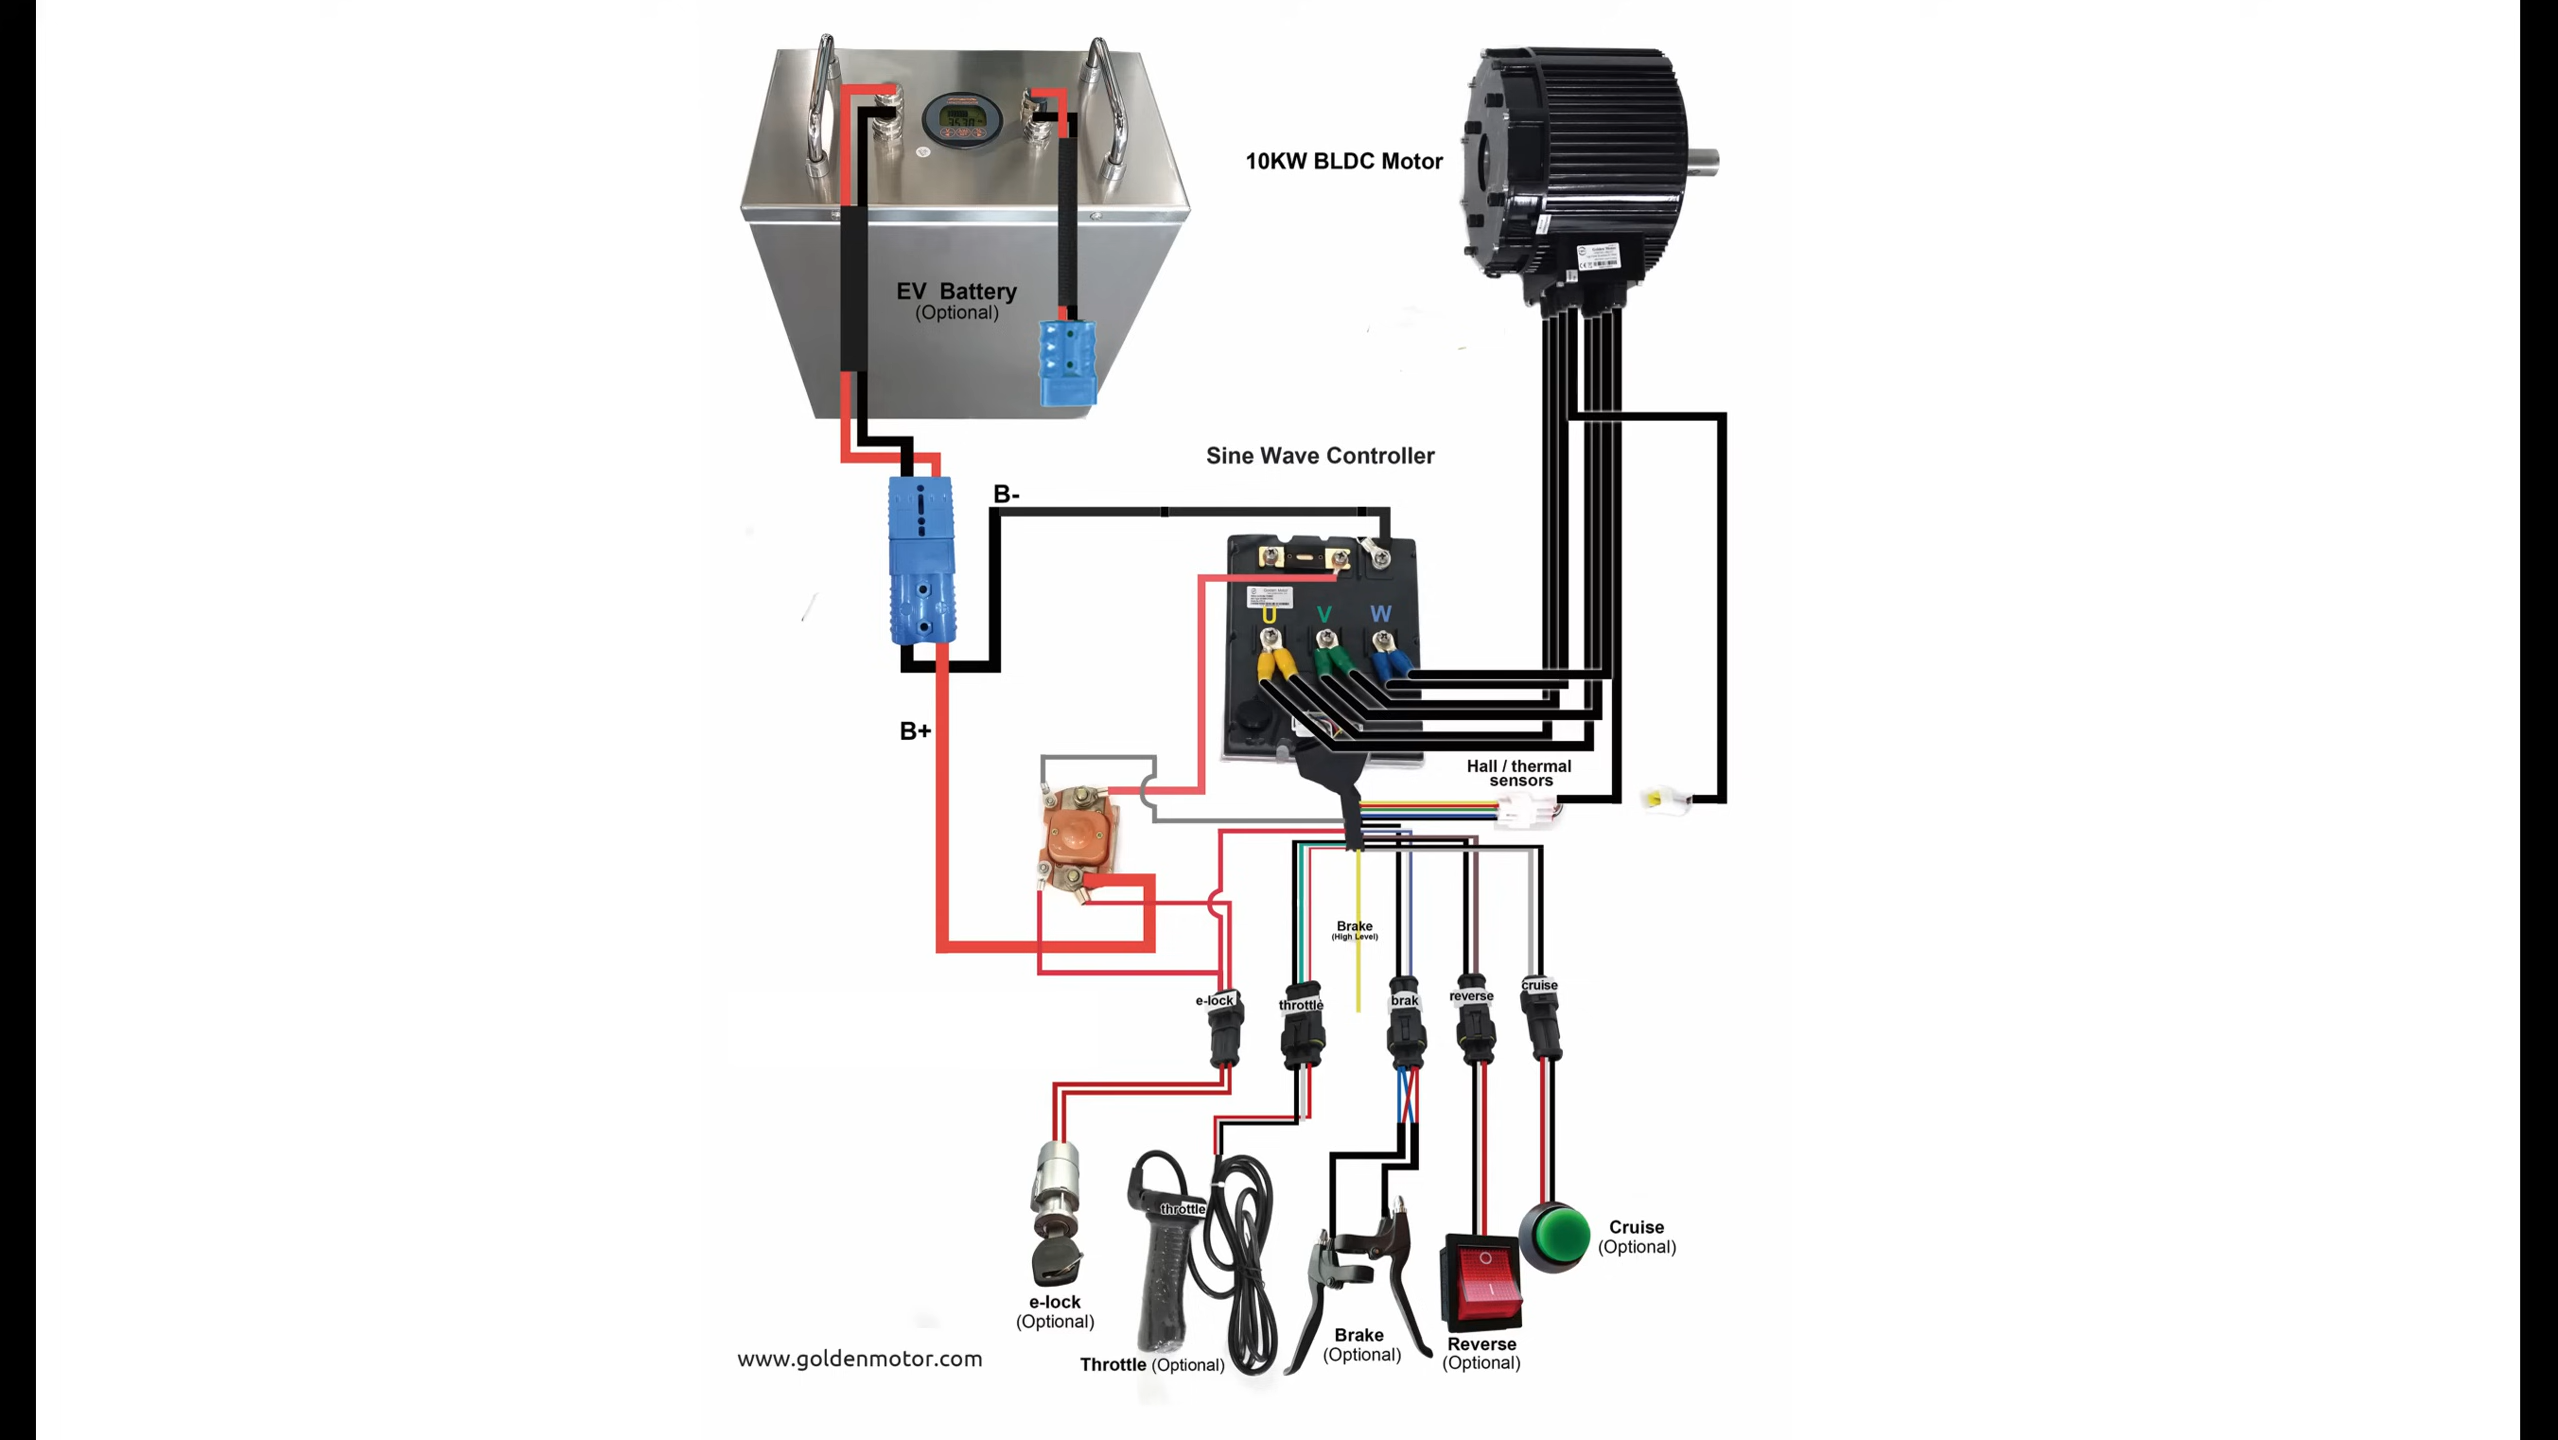 10KW BLDC Motor
EV Battery
(Optional)
Sine Wave Controller
B-
U V W
B+
Hall / thermal
sensors
Brake
(High Level)
e-lock
throttle
brak
reverse
cruise
throttle
Cruise
(Optional)
e-lock
(Optional)
Brake
(Optional)
Reverse
(Optional)
Throttle (Optional)
www.goldenmotor.com